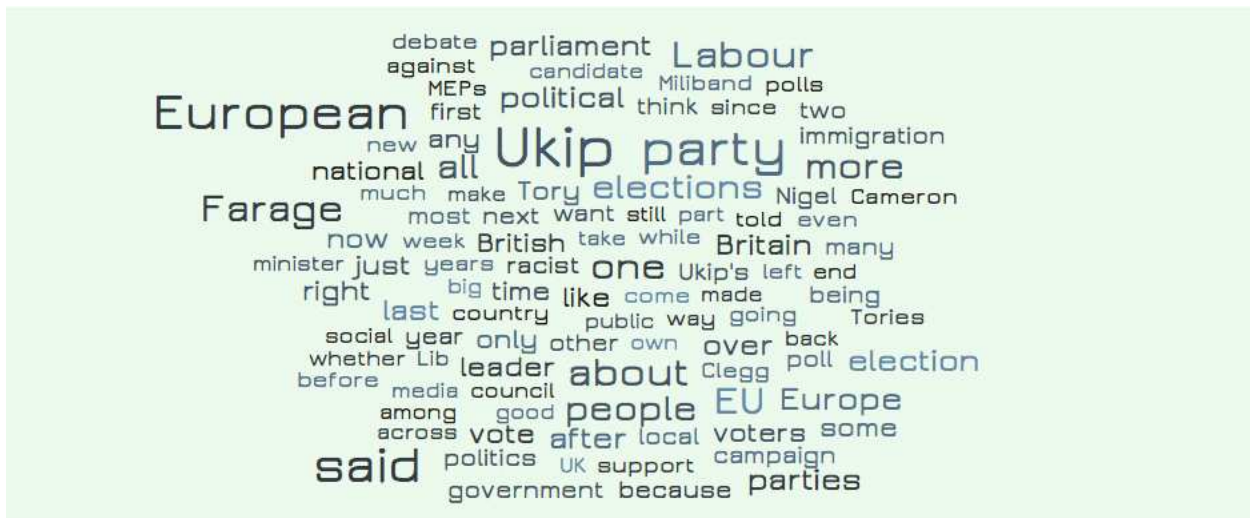 debate parliament Labour
against candidate Miliband polls
MEPs
European first political think since two
new any Ukip party immigration
national all more
much make Tory elections Nigel Cameron
Farage most next want still part told even
now week British take while Britain many
minister just years racist one Ukip's left end
right big time like come made being
last country public way going Tories
social year only other own over back
whether Lib leader about Clegg poll election
before media council
among good people EU Europe
across vote after local voters some
said politics UK support campaign
government because parties